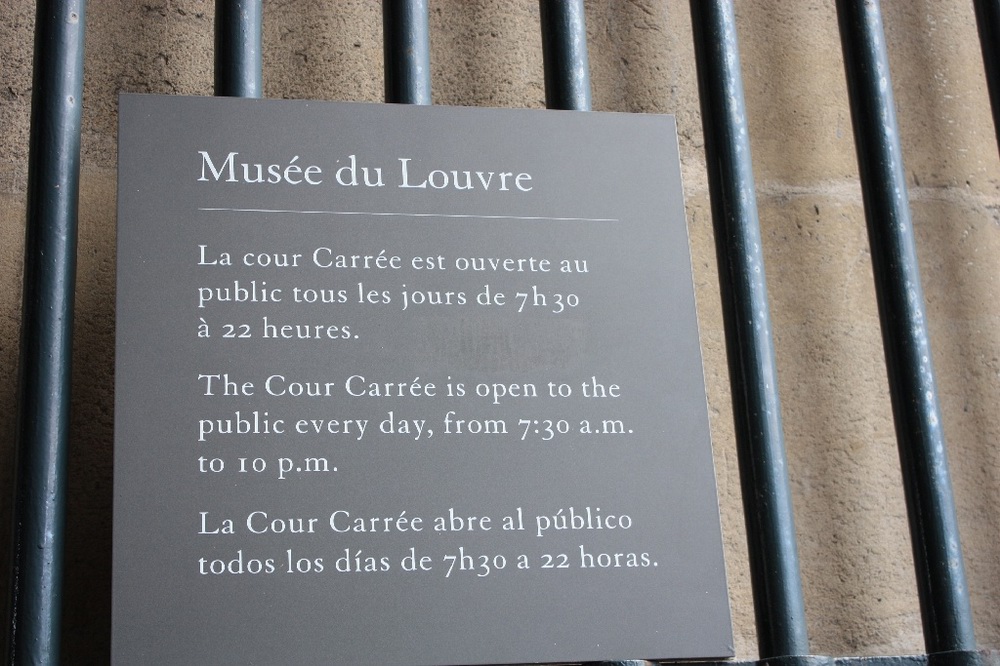 Musée du Louvre
La cour Carrée est ouverte au
public tous les jours de 7h30
à 22 heures.
The Cour Carrée is open to the
public every day, from 7:30 a.m.
to 10 p.m.
La Cour Carrée abre al público
todos los días de 7h30 a 22 horas.